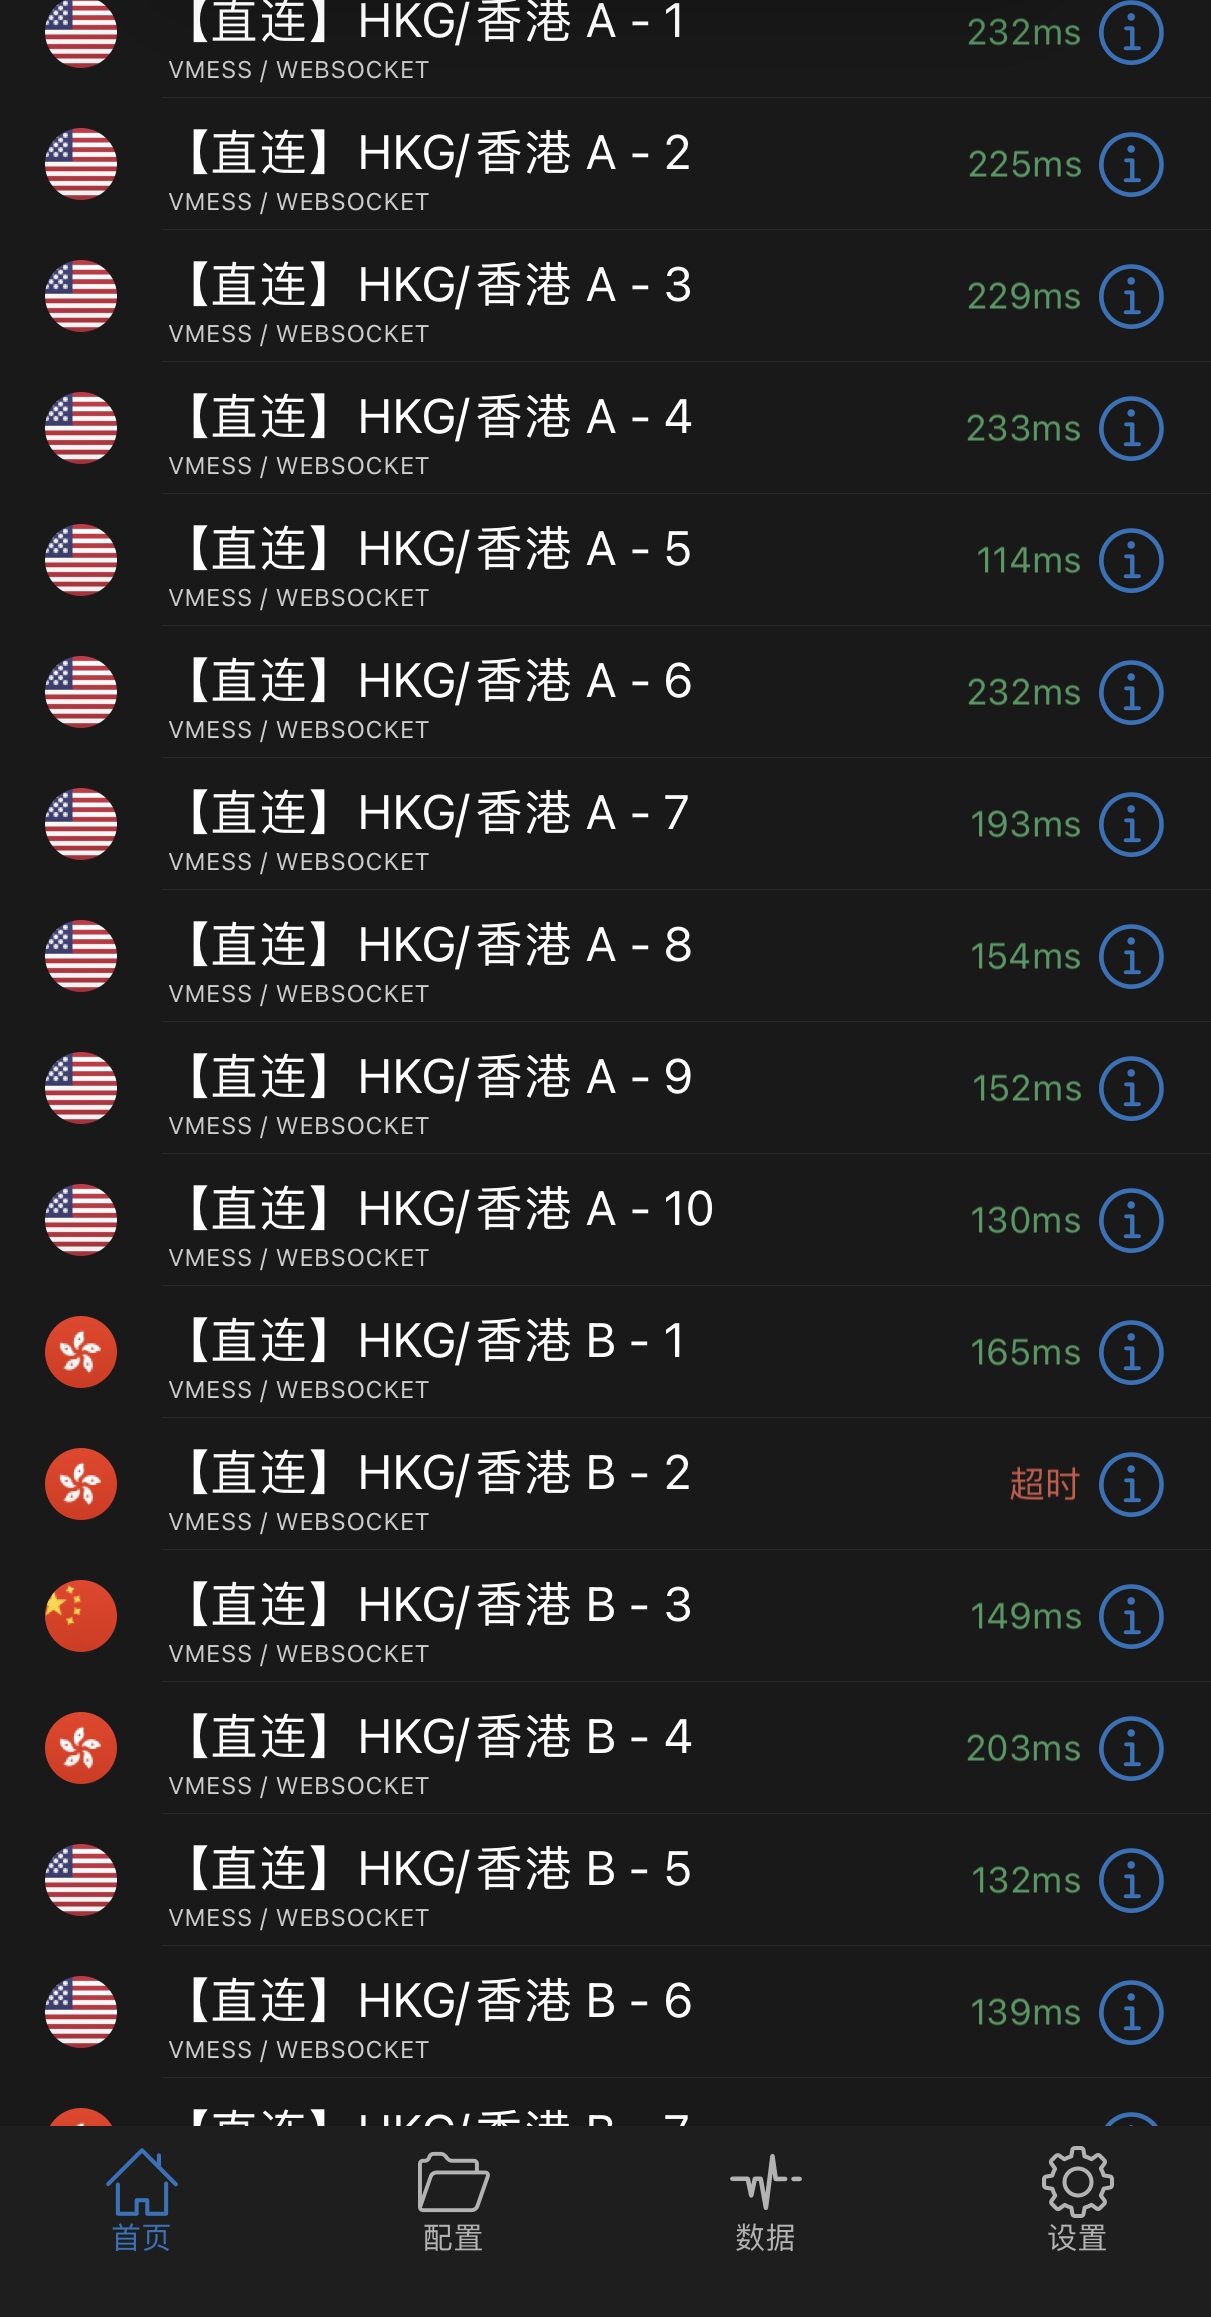 【直连】HKG/香港 A - 1
232ms
VMESS / WEBSOCKET
【直连】HKG/香港 A - 2
225ms
VMESS / WEBSOCKET
【直连】HKG/香港 A - 3
229ms
VMESS / WEBSOCKET
【直连】HKG/香港 A - 4
233ms
VMESS / WEBSOCKET
【直连】HKG/香港 A - 5
114ms
VMESS / WEBSOCKET
【直连】HKG/香港 A - 6
232ms
VMESS / WEBSOCKET
【直连】HKG/香港 A - 7
193ms
VMESS / WEBSOCKET
【直连】HKG/香港 A - 8
154ms
VMESS / WEBSOCKET
【直连】HKG/香港 A - 9
152ms
VMESS / WEBSOCKET
【直连】HKG/香港 A - 10
130ms
VMESS / WEBSOCKET
【直连】HKG/香港 B - 1
165ms
VMESS / WEBSOCKET
【直连】HKG/香港 B - 2
超时
VMESS / WEBSOCKET
【直连】HKG/香港 B - 3
149ms
VMESS / WEBSOCKET
【直连】HKG/香港 B - 4
203ms
VMESS / WEBSOCKET
【直连】HKG/香港 B - 5
132ms
VMESS / WEBSOCKET
【直连】HKG/香港 B - 6
139ms
VMESS / WEBSOCKET
【直连】HKG/香港 B - 7
首页
配置
数据
设置